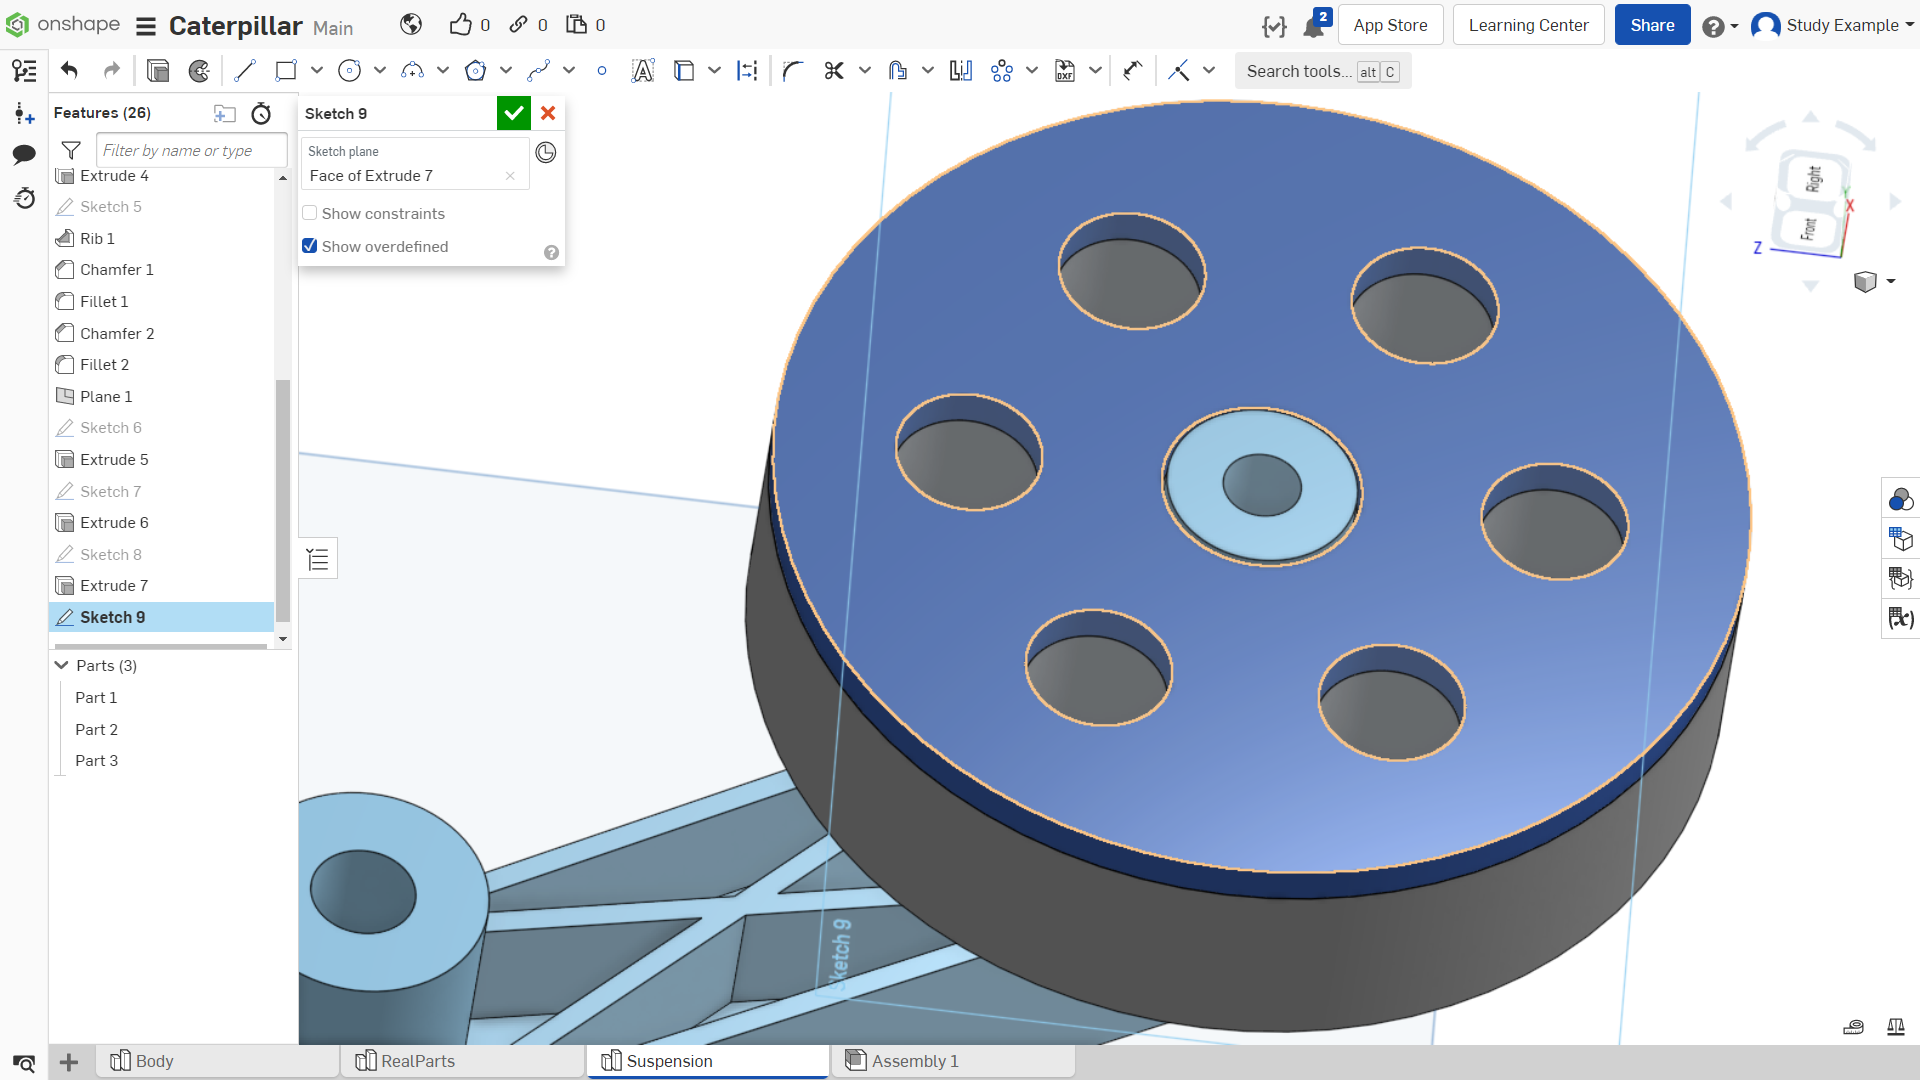 onshape
Caterpillar Main
0
0
0
2
App Store
Learning Center
Share
Study Example
Search tools... alt C
Features (26)
Filter by name or type
Extrude 4
Sketch 5
Rib 1
Chamfer 1
Fillet 1
Chamfer 2
Fillet 2
Plane 1
Sketch 6
Extrude 5
Sketch 7
Extrude 6
Sketch 8
Extrude 7
Sketch 9
Parts (3)
Part 1
Part 2
Part 3
Sketch 9
Sketch plane
Face of Extrude 7
Show constraints
Show overdefined
Right
Front
Y
X
Z
Sketch 9
Body
RealParts
Suspension
Assembly 1